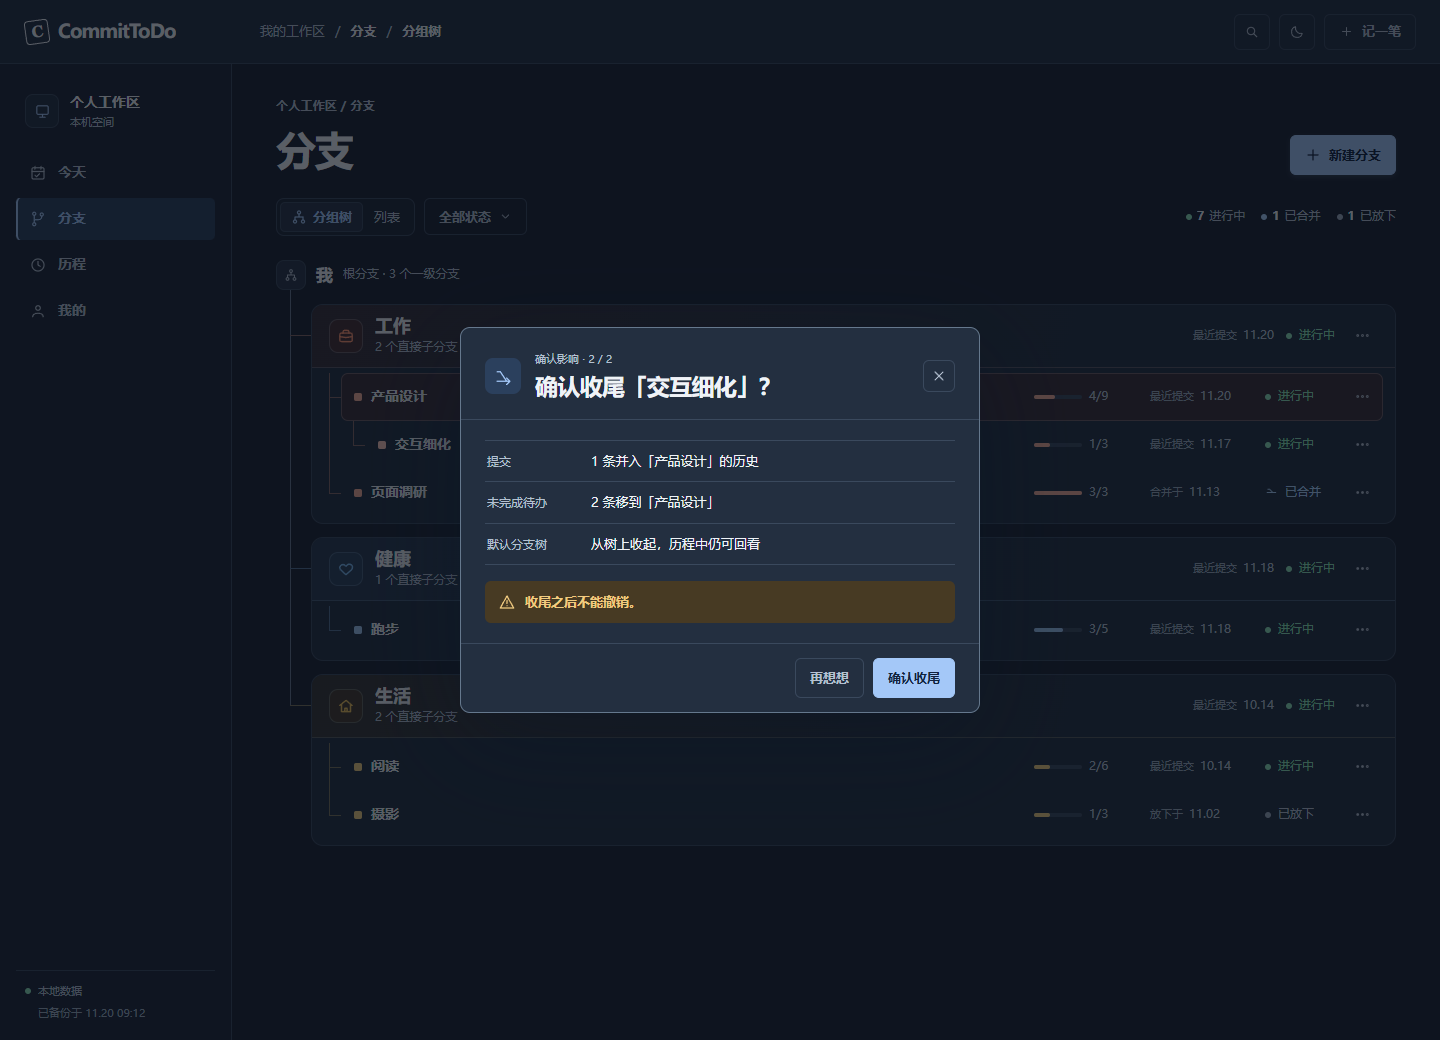 C CommitToDo
我的工作区 / 分支 / 分组树
+ 记一笔
个人工作区
本机空间
今天
分支
历程
我的
本地数据
已备份于 11.20 09:12
个人工作区 / 分支
分支
+ 新建分支
分组树 列表 全部状态
7 进行中 1 已合并 1 已放下
我 根分支 · 3 个一级分支
工作
2 个直接子分支
最近提交 11.20 进行中
产品设计 4/9 最近提交 11.20 进行中
交互细化 1/3 最近提交 11.17 进行中
页面调研 3/3 合并于 11.13 已合并
健康
1 个直接子分支
最近提交 11.18 进行中
跑步 3/5 最近提交 11.18 进行中
生活
2 个直接子分支
最近提交 10.14 进行中
阅读 2/6 最近提交 10.14 进行中
摄影 1/3 放下于 11.02 已放下
确认影响 · 2 / 2
确认收尾「交互细化」?
提交 1 条并入「产品设计」的历史
未完成待办 2 条移到「产品设计」
默认分支树 从树上收起，历程中仍可回看
收尾之后不能撤销。
再想想
确认收尾